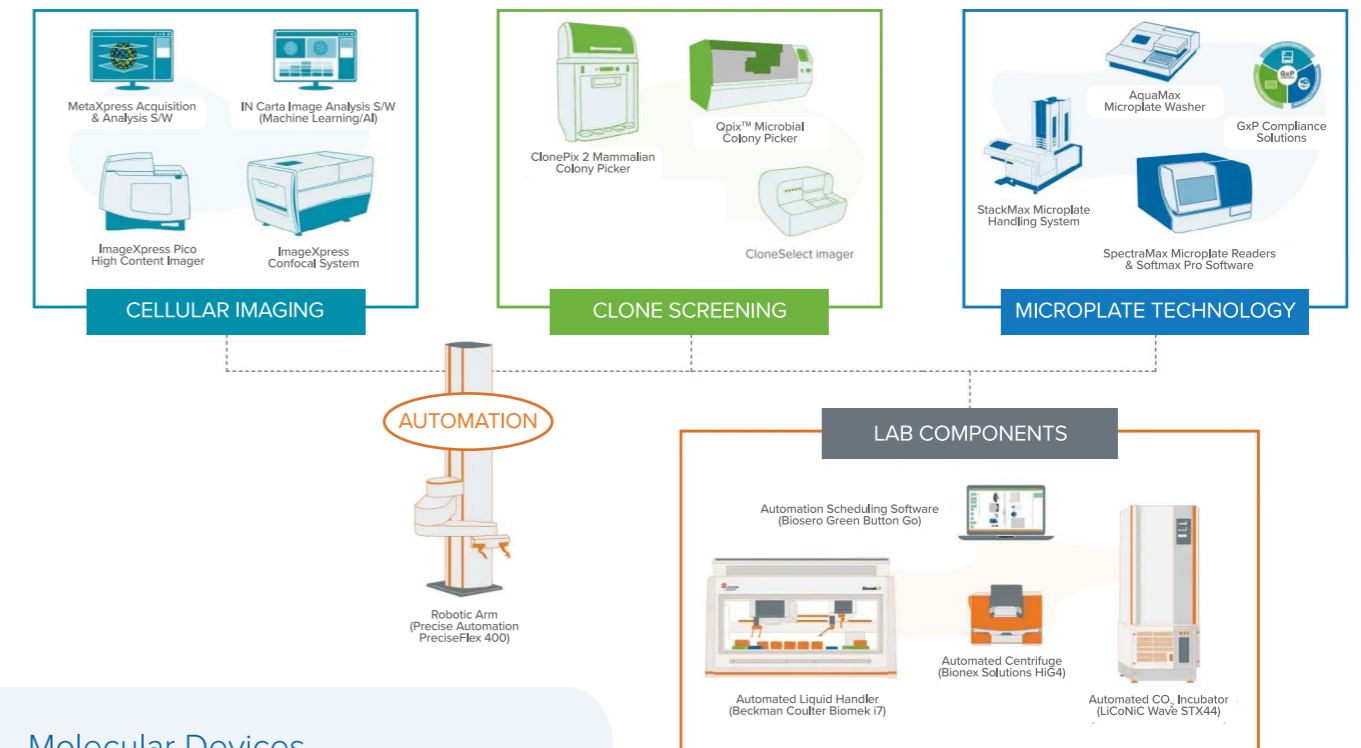 MetaXpress Acquisition
& Analysis S/W
IN Carta Image Analysis S/W
(Machine Learning/AI)
ImageXpress Pico
High Content Imager
ImageXpress
Confocal System
CELLULAR IMAGING
ClonePix 2 Mammalian
Colony Picker
Qpix™ Microbial
Colony Picker
CloneSelect imager
CLONE SCREENING
AquaMax
Microplate Washer
GxP
GxP Compliance
Solutions
StackMax Microplate
Handling System
SpectraMax Microplate Readers
& Softmax Pro Software
MICROPLATE TECHNOLOGY
AUTOMATION
Robotic Arm
(Precise Automation
PreciseFlex 400)
LAB COMPONENTS
Automation Scheduling Software
(Biosero Green Button Go)
Automated Liquid Handler
(Beckman Coulter Biomek i7)
Automated Centrifuge
(Bionex Solutions HiG4)
Automated CO₂ Incubator
(LiCoNiC Wave STX44)
Molecular Devices